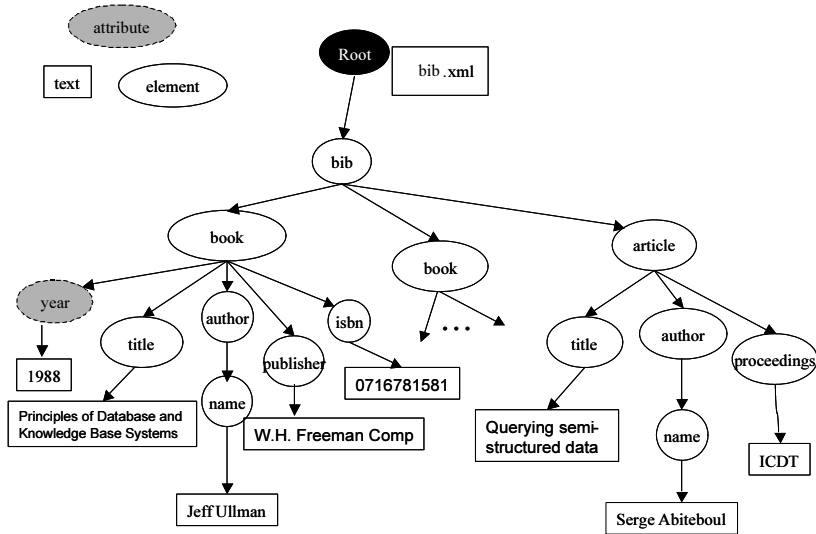 attribute
text
element
Root
bib.xml
bib
book
book
article
year
title
author
publisher
isbn
...
title
author
proceedings
1988
name
0716781581
Principles of Database and
Knowledge Base Systems
W.H. Freeman Comp
Querying semi-
structured data
name
ICDT
Jeff Ullman
Serge Abiteboul